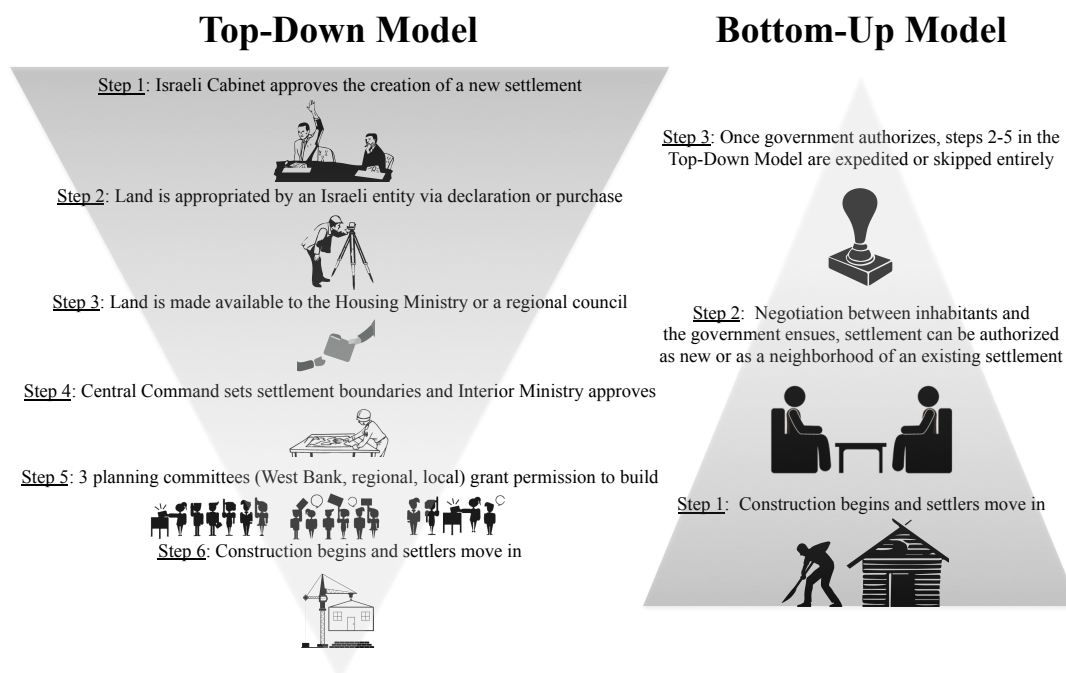 Top-Down Model
Step 1: Israeli Cabinet approves the creation of a new settlement
Step 2: Land is appropriated by an Israeli entity via declaration or purchase
Step 3: Land is made available to the Housing Ministry or a regional council
Step 4: Central Command sets settlement boundaries and Interior Ministry approves
Step 5: 3 planning committees (West Bank, regional, local) grant permission to build
Step 6: Construction begins and settlers move in
Bottom-Up Model
Step 3: Once government authorizes, steps 2-5 in the
Top-Down Model are expedited or skipped entirely
Step 2:  Negotiation between inhabitants and
the government ensues, settlement can be authorized
as new or as a neighborhood of an existing settlement
Step 1:  Construction begins and settlers move in